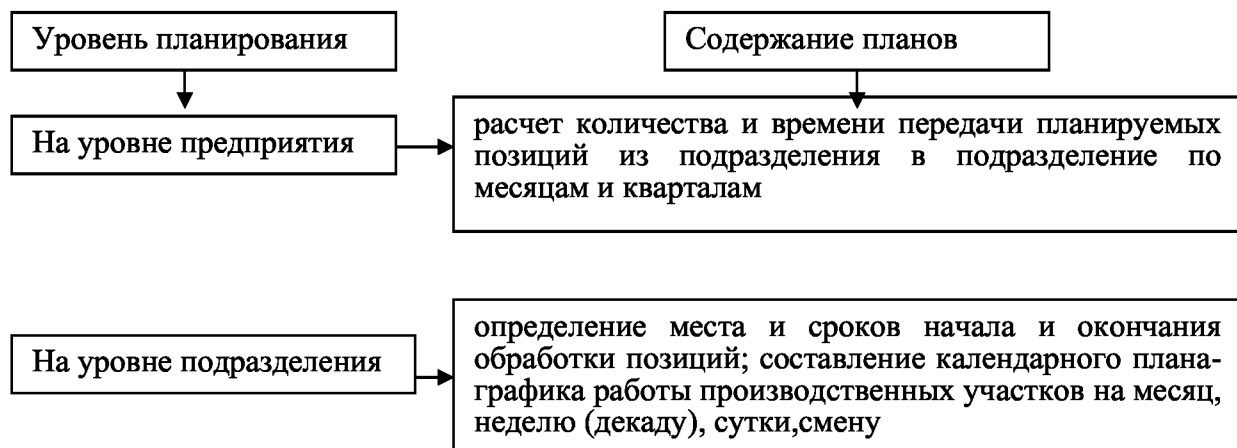 Уровень планирования
Содержание планов
На уровне предприятия
расчет количества и времени передачи планируемых
позиций из подразделения в подразделение по
месяцам и кварталам
На уровне подразделения
определение места и сроков начала и окончания
обработки позиций; составление календарного плана-
графика работы производственных участков на месяц,
неделю (декаду), сутки,смену